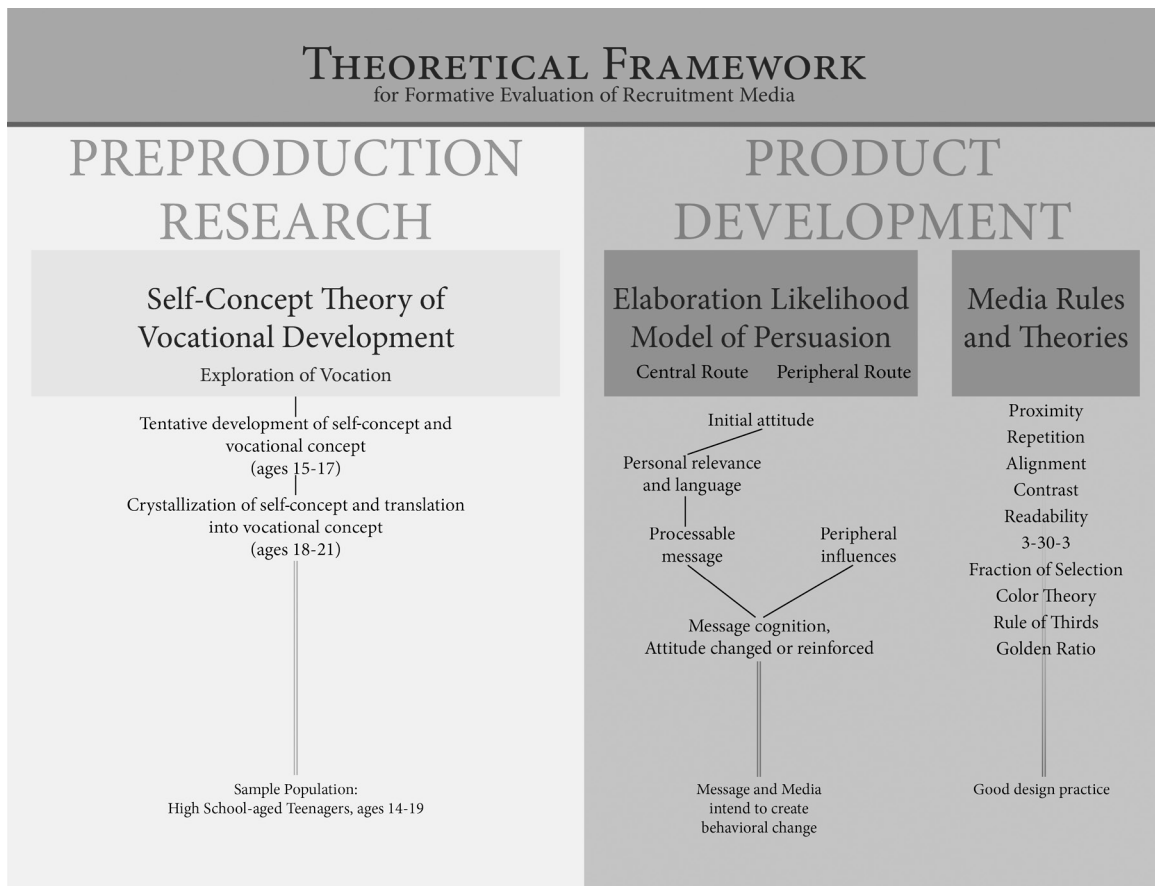 THEORETICAL FRAMEWORK
for Formative Evaluation of Recruitment Media
PREPRODUCTION
RESEARCH
Self-Concept Theory of
Vocational Development
Exploration of Vocation
Tentative development of self-concept and
vocational concept
(ages 15-17)
Crystallization of self-concept and translation
into vocational concept
(ages 18-21)
Sample Population:
High School-aged Teenagers, ages 14-19
PRODUCT
DEVELOPMENT
Elaboration Likelihood
Model of Persuasion
Central Route Peripheral Route
Initial attitude
Personal relevance
and language
Processable
message
Peripheral
influences
Message cognition,
Attitude changed or reinforced
Message and Media
intend to create
behavioral change
Media Rules
and Theories
Proximity
Repetition
Alignment
Contrast
Readability
3-30-3
Fraction of Selection
Color Theory
Rule of Thirds
Golden Ratio
Good design practice